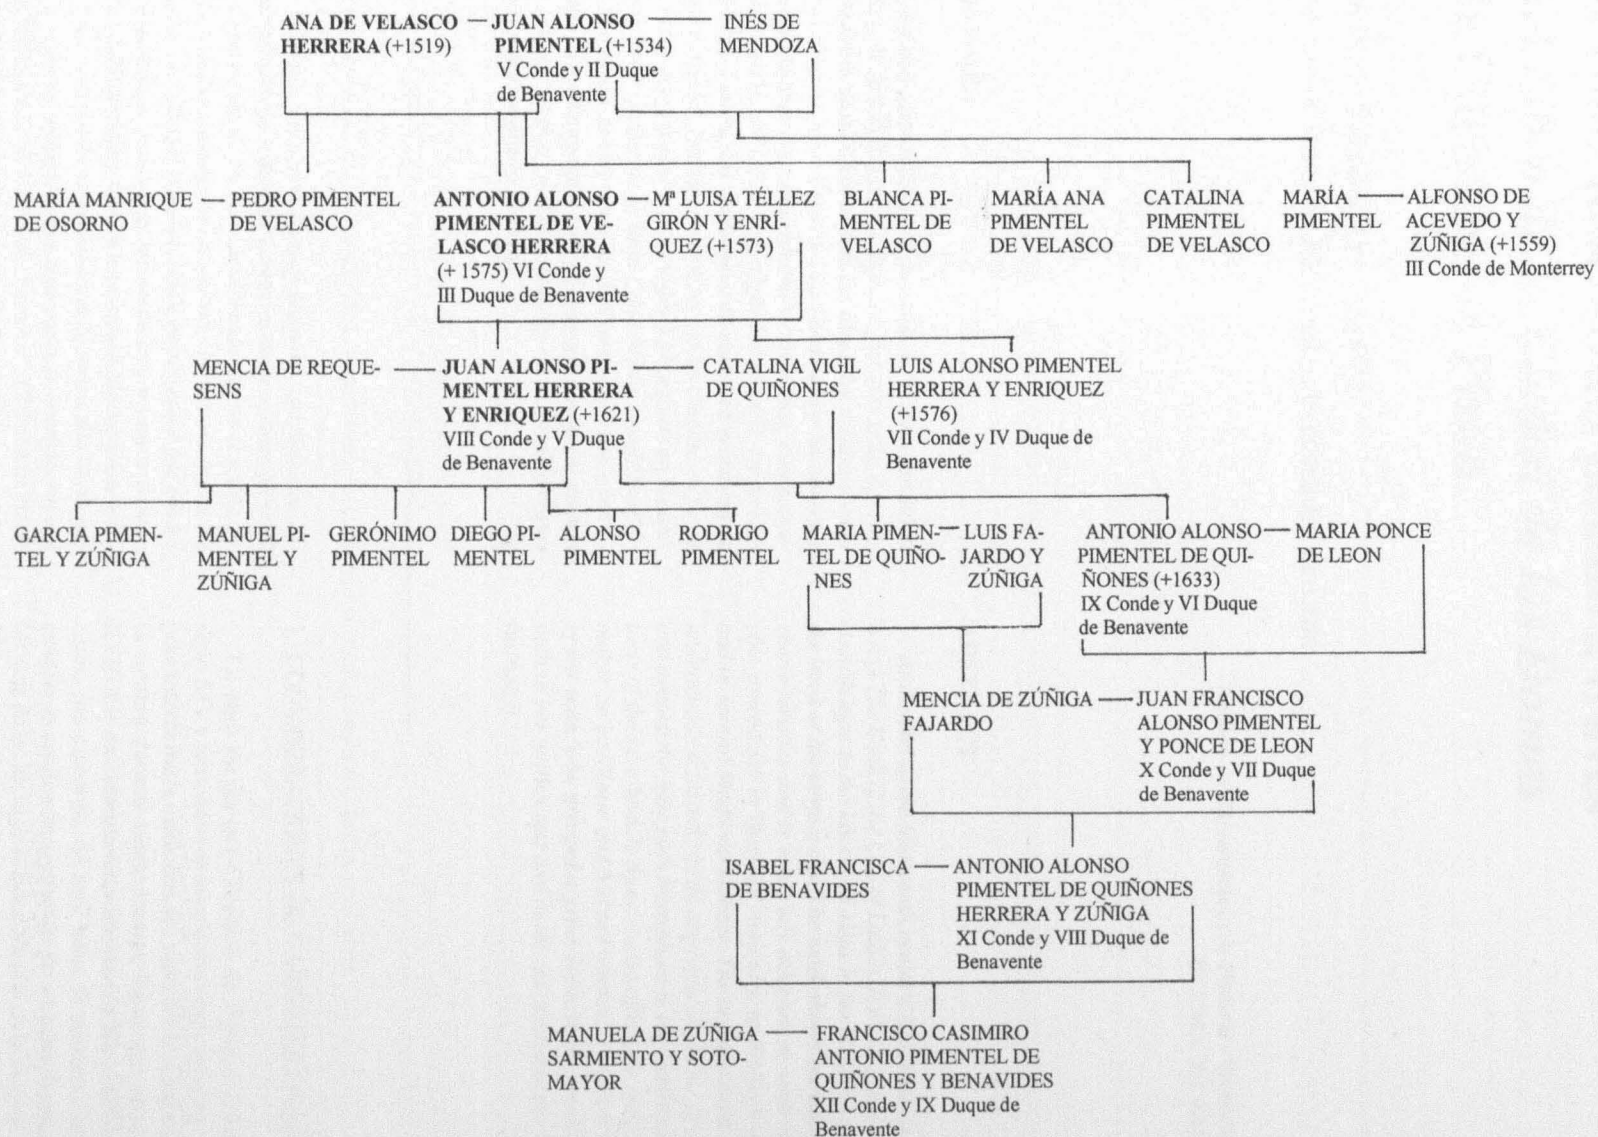 ANA DE VELASCO
HERRERA (+1519)
JUAN ALONSO
PIMENTEL (+1534)
V Conde y II Duque
de Benavente
INÉS DE
MENDOZA
MARÍA MANRIQUE
DE OSORNO
PEDRO PIMENTEL
DE VELASCO
ANTONIO ALONSO
PIMENTEL DE VE-
LASCO HERRERA
(+ 1575) VI Conde y
III Duque de Benavente
Mª LUISA TÉLLEZ
GIRÓN Y ENRÍ-
QUEZ (+1573)
BLANCA PI-
MENTEL DE
VELASCO
MARÍA ANA
PIMENTEL
DE VELASCO
CATALINA
PIMENTEL
DE VELASCO
MARÍA
PIMENTEL
ALFONSO DE
ACEVEDO Y
ZÚÑIGA (+1559)
III Conde de Monterrey
MENCIA DE REQUE-
SENS
JUAN ALONSO PI-
MENTEL HERRERA
Y ENRIQUEZ (+1621)
VIII Conde y V Duque
de Benavente
CATALINA VIGIL
DE QUIÑONES
LUIS ALONSO PIMENTEL
HERRERA Y ENRIQUEZ
(+1576)
VII Conde y IV Duque de
Benavente
GARCIA PIMEN-
TEL Y ZÚÑIGA
MANUEL PI-
MENTEL Y
ZÚÑIGA
GERÓNIMO
PIMENTEL
DIEGO PI-
MENTEL
ALONSO
PIMENTEL
RODRIGO
PIMENTEL
MARIA PIMEN-
TEL DE QUIÑO-
NES
LUIS FA-
JARDO Y
ZÚÑIGA
ANTONIO ALONSO
PIMENTEL DE QUI-
ÑONES (+1633)
IX Conde y VI Duque
de Benavente
MARIA PONCE
DE LEON
MENCIA DE ZÚÑIGA
FAJARDO
JUAN FRANCISCO
ALONSO PIMENTEL
Y PONCE DE LEON
X Conde y VII Duque
de Benavente
ISABEL FRANCISCA
DE BENAVIDES
ANTONIO ALONSO
PIMENTEL DE QUIÑONES
HERRERA Y ZÚÑIGA
XI Conde y VIII Duque de
Benavente
MANUELA DE ZÚÑIGA
SARMIENTO Y SOTO-
MAYOR
FRANCISCO CASIMIRO
ANTONIO PIMENTEL DE
QUIÑONES Y BENAVIDES
XII Conde y IX Duque de
Benavente